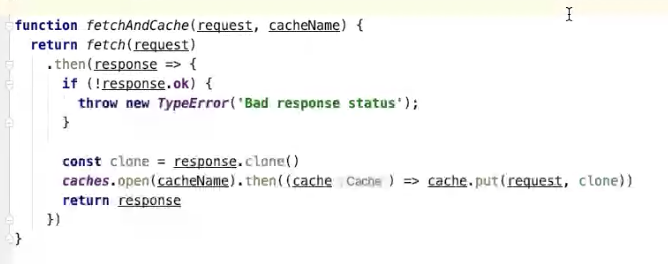 function fetchAndCache(request, cacheName) {
return fetch(request)
.then(response => {
if (!response.ok) {
throw new TypeError('Bad response status');
}
const clone = response.clone()
caches.open(cacheName).then((cache Cache ) => cache.put(request, clone))
return response
})
}